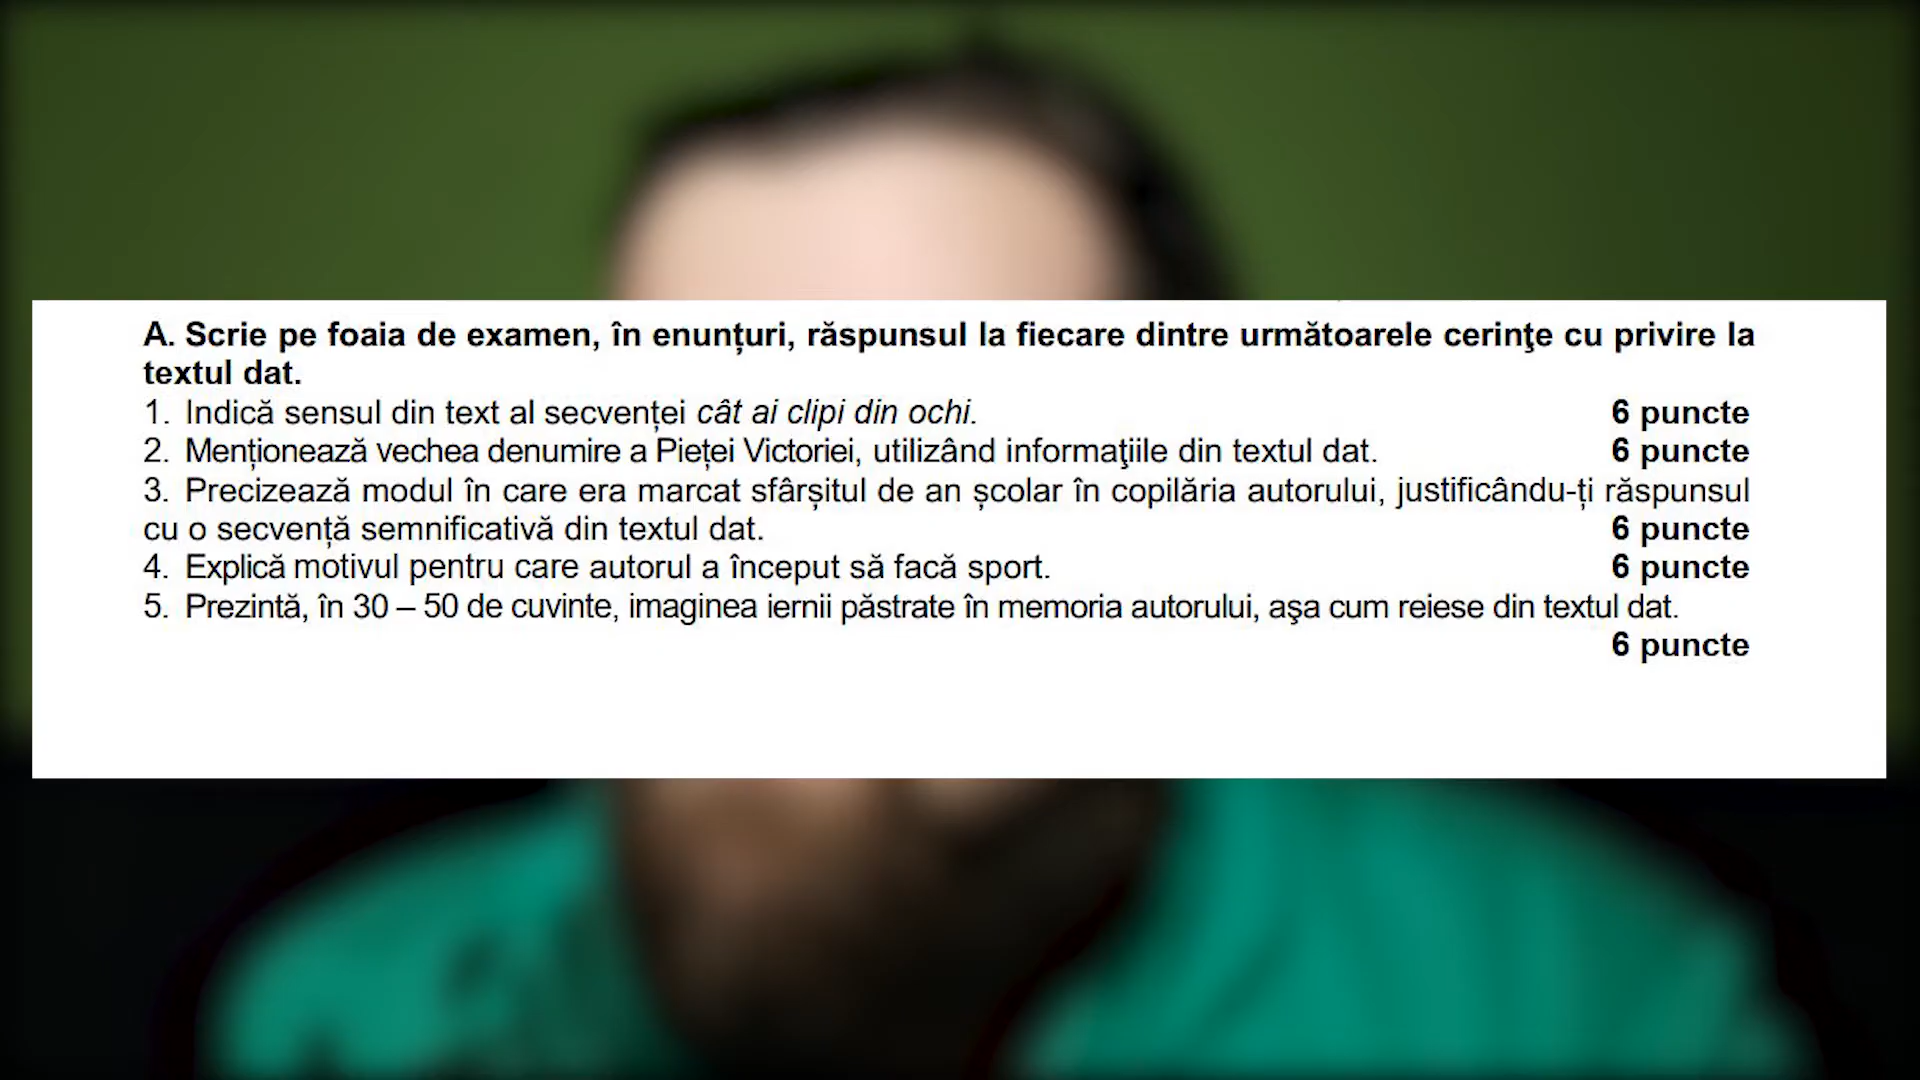 A. Scrie pe foaia de examen, în enunțuri, răspunsul la fiecare dintre următoarele cerinţe cu privire la
textul dat.
1. Indică sensul din text al secvenței cât ai clipi din ochi. 6 puncte
2. Menționează vechea denumire a Pieței Victoriei, utilizând informaţiile din textul dat. 6 puncte
3. Precizează modul în care era marcat sfârșitul de an școlar în copilăria autorului, justificându-ți răspunsul
cu o secvență semnificativă din textul dat. 6 puncte
4. Explică motivul pentru care autorul a început să facă sport. 6 puncte
5. Prezintă, în 30 – 50 de cuvinte, imaginea iernii păstrate în memoria autorului, aşa cum reiese din textul dat.
6 puncte